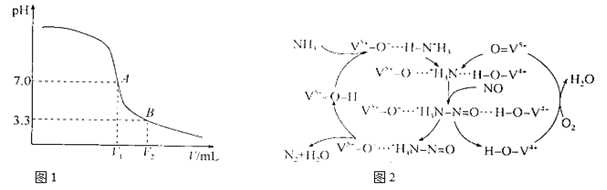 pH
7.0
3.3
A
B
V₁
V₂
V/mL
图1
NH₃
V⁵⁺—O⁻···H—N⁺H₃
O=V⁵⁺
V⁵⁺—O⁻···⁺H₃N···H—O—V⁴⁺
H₂O
NO
V⁵⁺—O—H
V⁵⁺—O⁻···⁺H₃N—N=O···H—O—V⁴⁺
O₂
N₂+H₂O
V⁵⁺—O⁻···⁺H₃N—N=O
H—O—V⁴⁺
图2